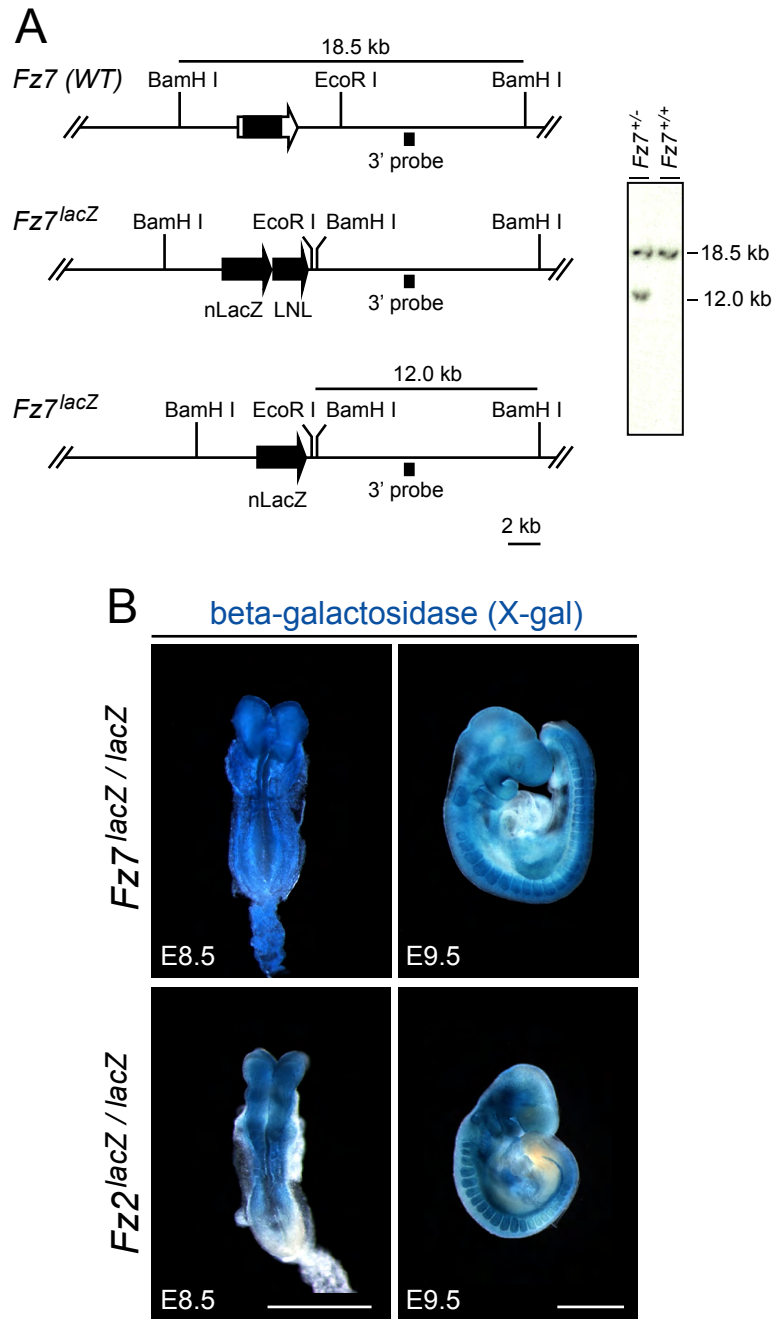 A
18.5 kb
Fz7 (WT)
BamH I EcoR I BamH I
3' probe
Fz7+/- Fz7+/+
18.5 kb
12.0 kb
Fz7lacZ
BamH I EcoR I BamH I BamH I
nLacZ LNL
3' probe
12.0 kb
Fz7lacZ
BamH I EcoR I BamH I BamH I
nLacZ
3' probe
2 kb
B
beta-galactosidase (X-gal)
Fz7lacZ / lacZ
E8.5 E9.5
Fz2lacZ / lacZ
E8.5 E9.5